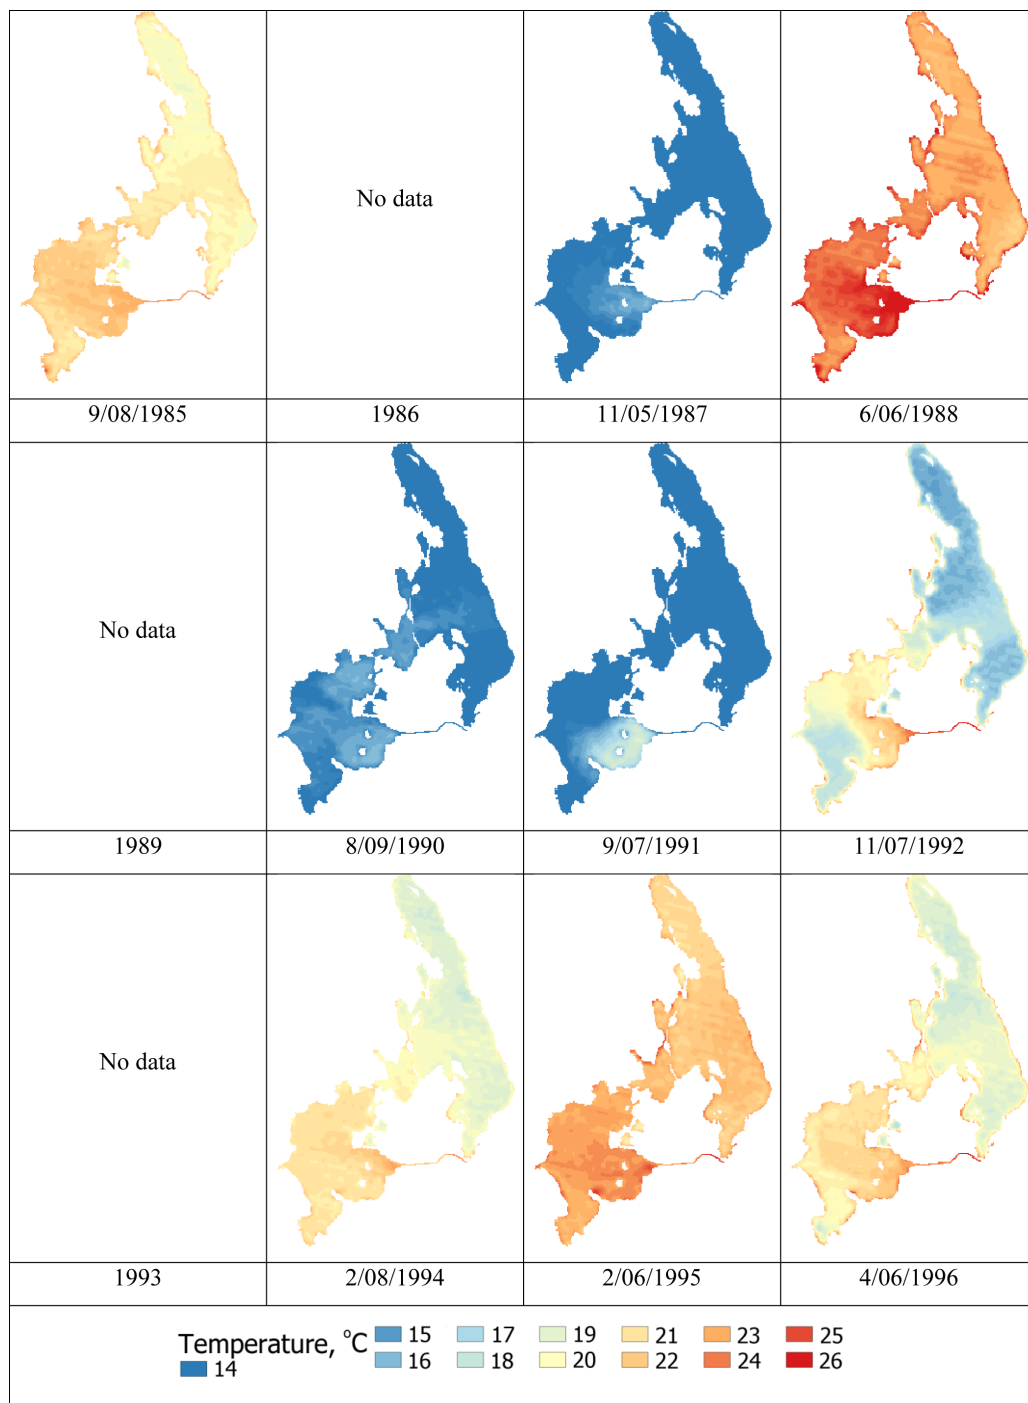 No data
9/08/1985 1986 11/05/1987 6/06/1988
No data
1989 8/09/1990 9/07/1991 11/07/1992
No data
1993 2/08/1994 2/06/1995 4/06/1996
Temperature, °C
14
15 17 19 21 23 25
16 18 20 22 24 26